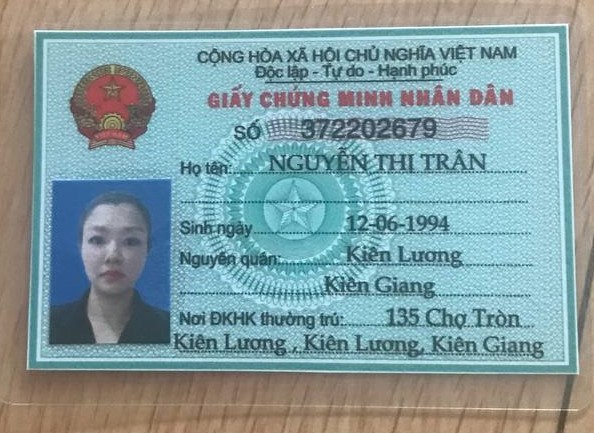 CỘNG HÒA XÃ HỘI CHỦ NGHĨA VIỆT NAM
Độc lập - Tự do - Hạnh phúc
GIẤY CHỨNG MINH NHÂN DÂN
SỐ 372202679
Họ tên: NGUYỄN THỊ TRÂN
Sinh ngày 12-06-1994
Nguyên quán: Kiên Lương
Kiên Giang
Nơi ĐKHK thường trú: 135 Chợ Tròn
Kiên Lương , Kiên Lương, Kiên Giang